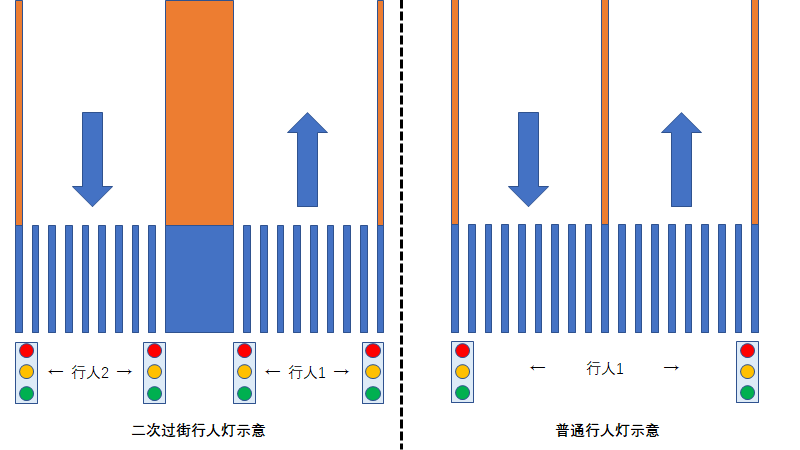 ← 行人2 →
← 行人1 →
← 行人1 →
二次过街行人灯示意
普通行人灯示意